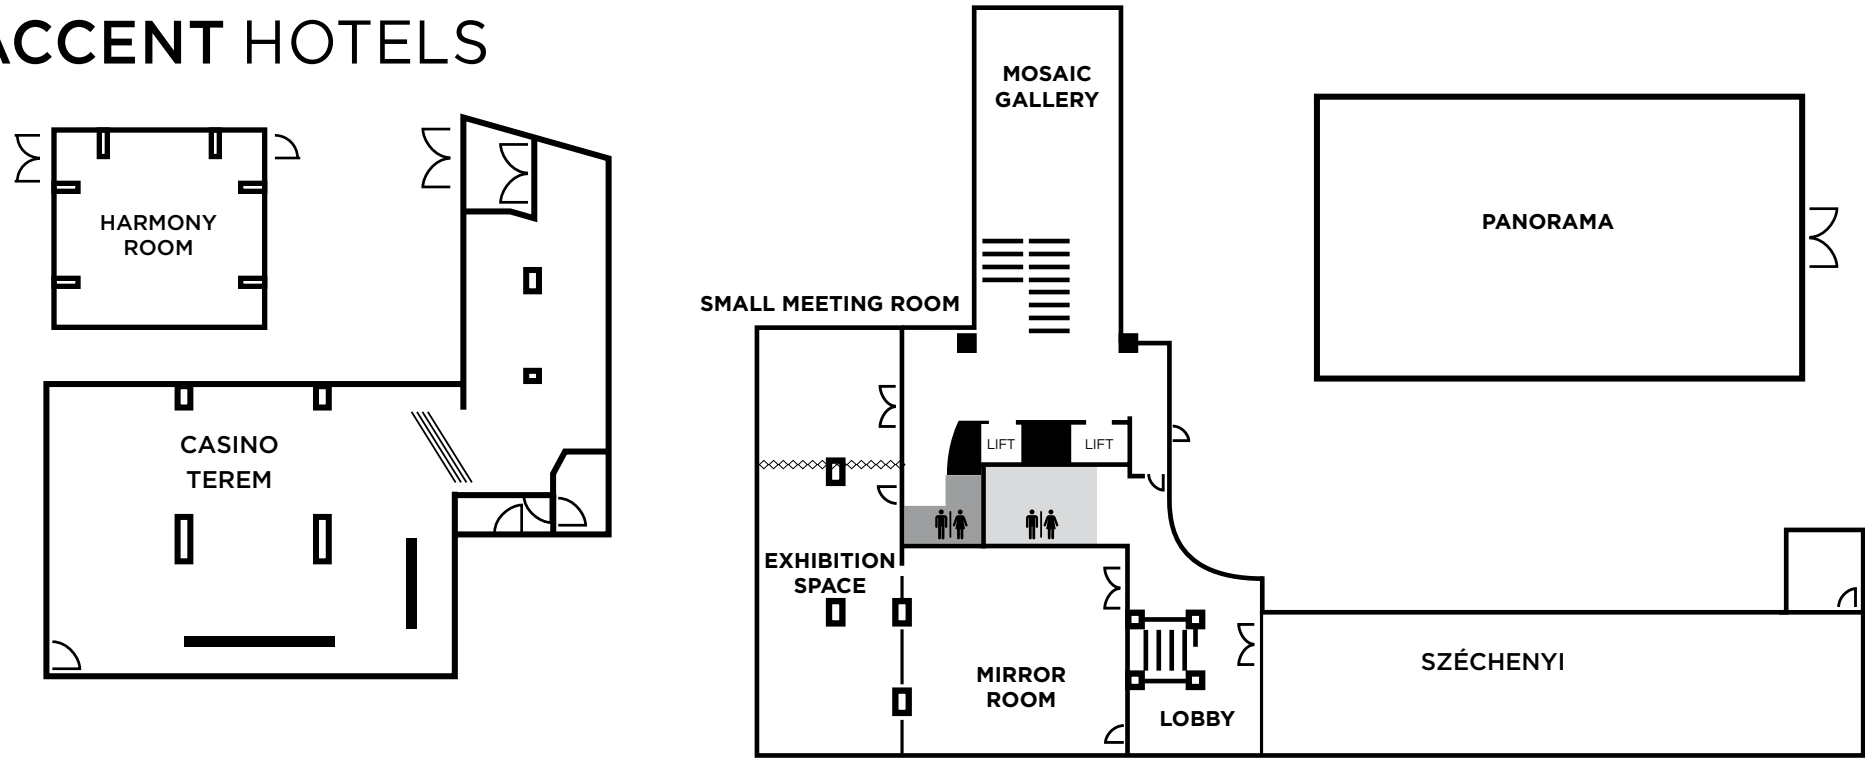 ACCENT HOTELS
HARMONY
ROOM
CASINO
TEREM
MOSAIC
GALLERY
SMALL MEETING ROOM
LIFT
LIFT
EXHIBITION
SPACE
MIRROR
ROOM
LOBBY
PANORAMA
SZÉCHENYI